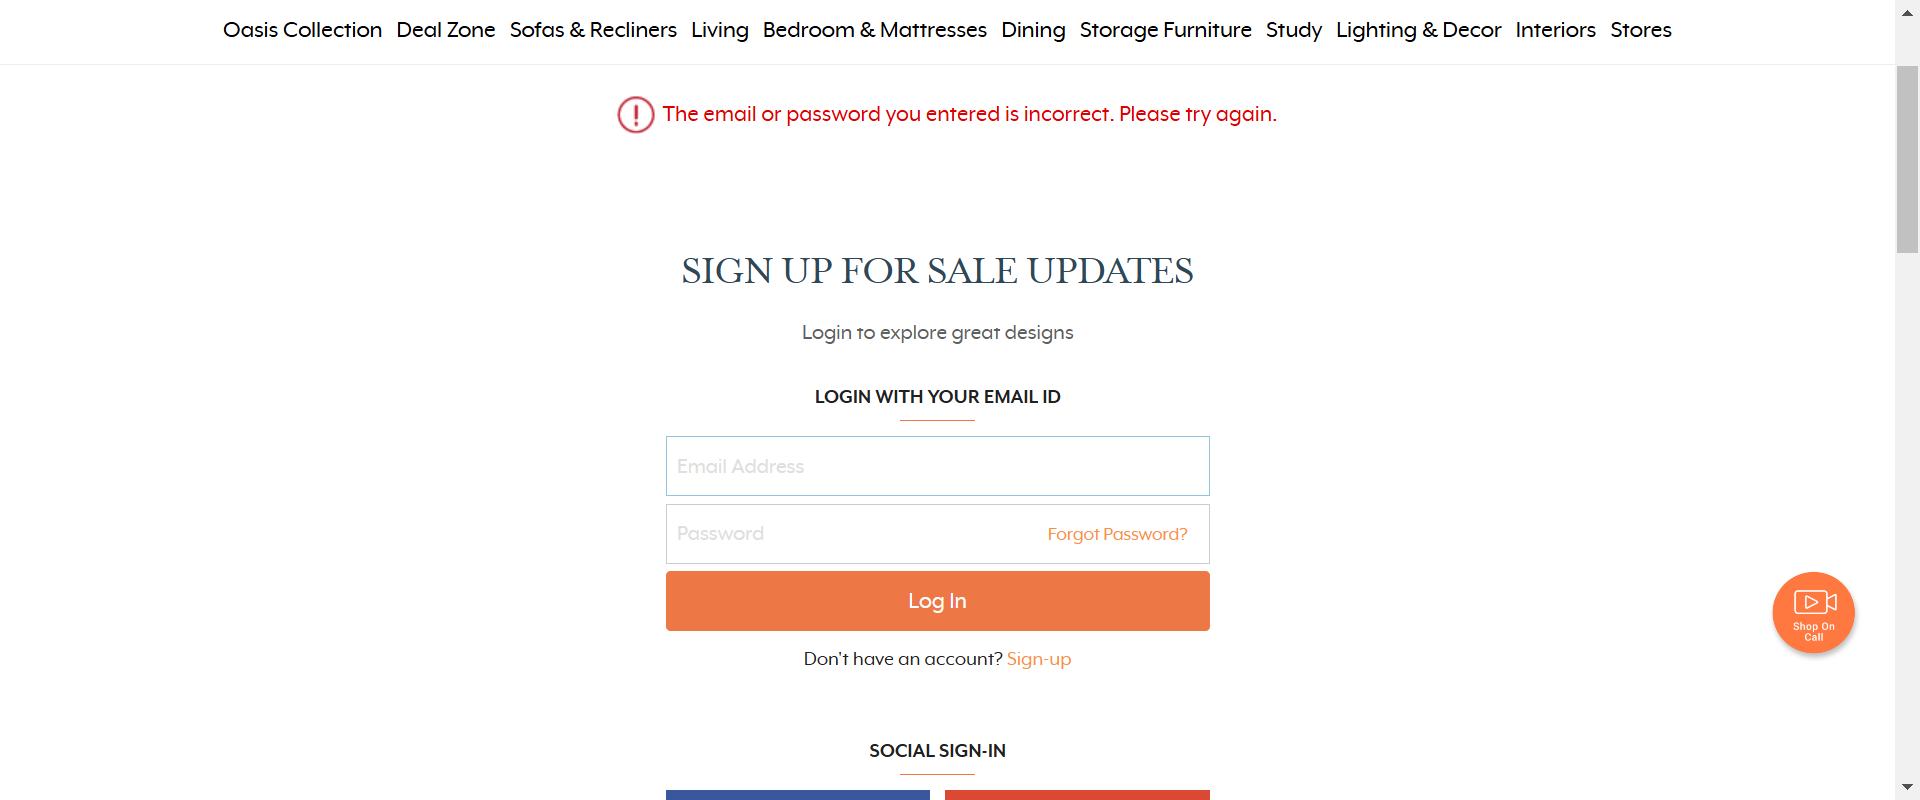 Oasis Collection Deal Zone Sofas & Recliners Living Bedroom & Mattresses Dining Storage Furniture Study Lighting & Decor Interiors Stores
The email or password you entered is incorrect. Please try again.
SIGN UP FOR SALE UPDATES
Login to explore great designs
LOGIN WITH YOUR EMAIL ID
Email Address
Password Forgot Password?
Log In
Shop On
Call
Don't have an account? Sign-up
SOCIAL SIGN-IN